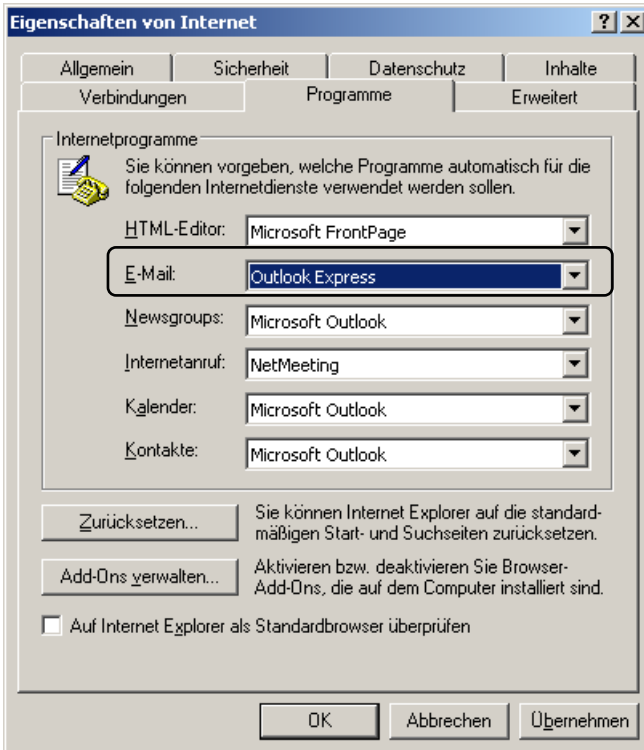 Eigenschaften von Internet
Allgemein Sicherheit Datenschutz Inhalte
Verbindungen Programme Erweitert
Internetprogramme
Sie können vorgeben, welche Programme automatisch für die
folgenden Internetdienste verwendet werden sollen.
HTML-Editor: Microsoft FrontPage
E-Mail: Outlook Express
Newsgroups: Microsoft Outlook
Internetanruf: NetMeeting
Kalender: Microsoft Outlook
Kontakte: Microsoft Outlook
Zurücksetzen... Sie können Internet Explorer auf die standard-
mäßigen Start- und Suchseiten zurücksetzen.
Add-Ons verwalten... Aktivieren bzw. deaktivieren Sie Browser-
Add-Ons, die auf dem Computer installiert sind.
Auf Internet Explorer als Standardbrowser überprüfen
OK Abbrechen Übernehmen